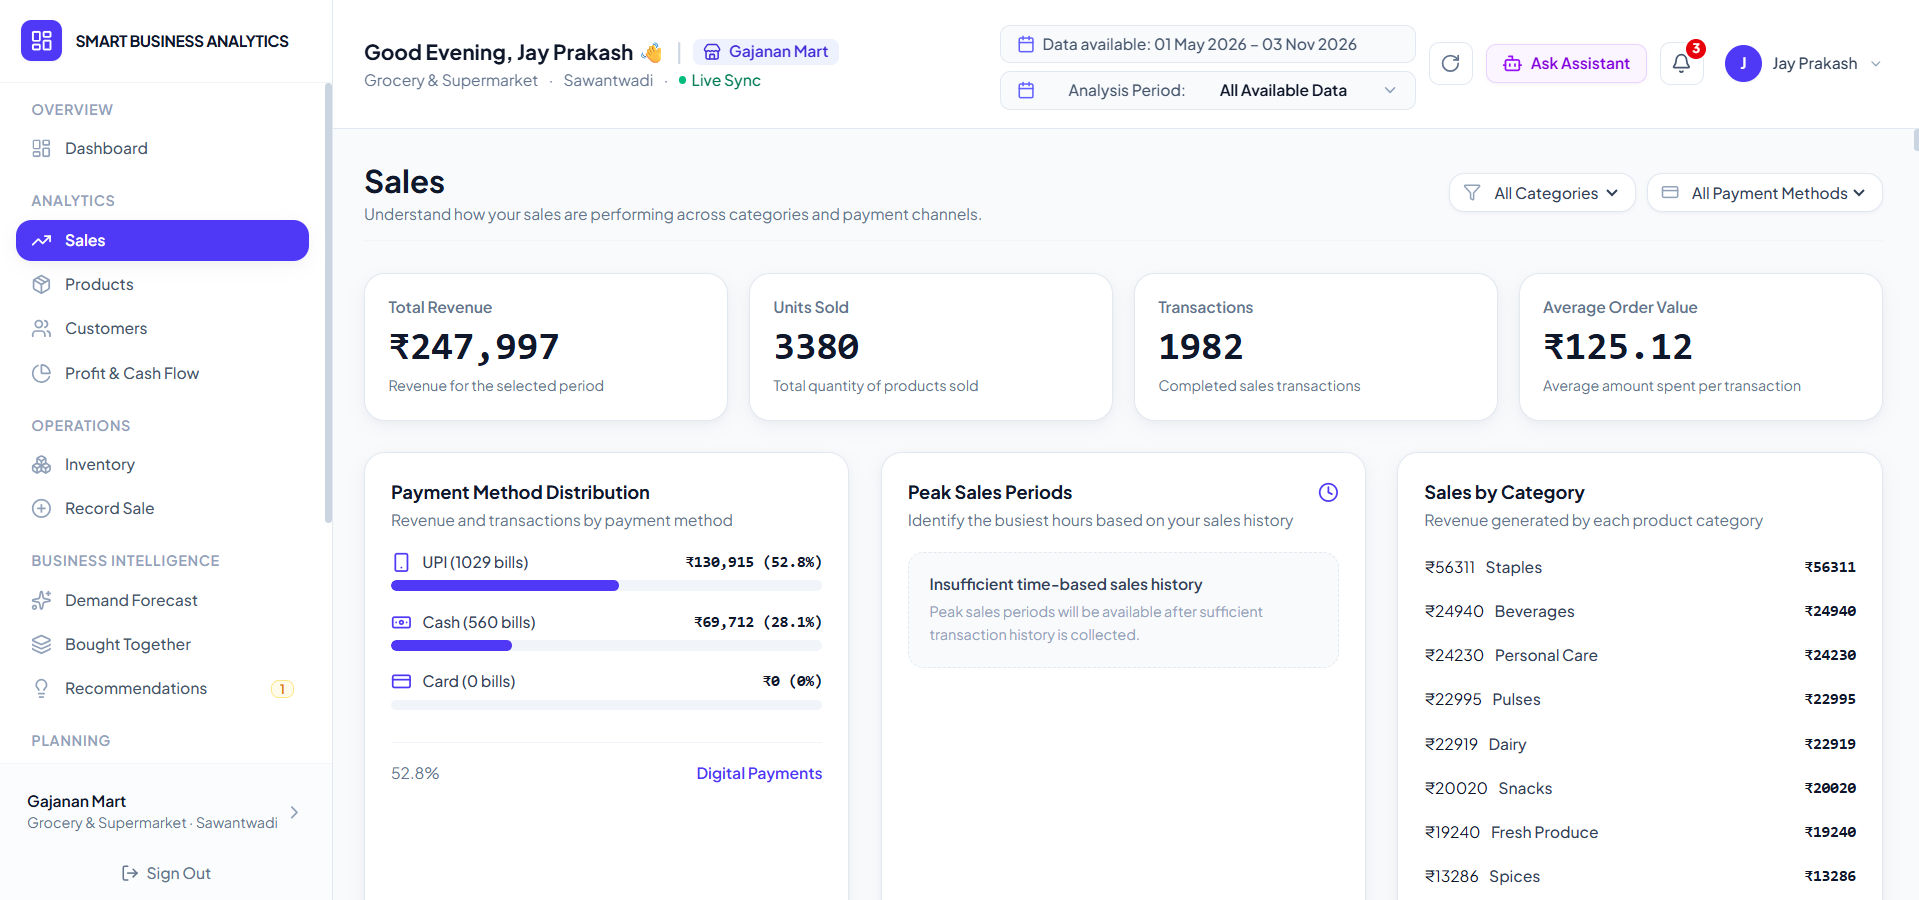 SMART BUSINESS ANALYTICS
OVERVIEW
Dashboard
ANALYTICS
Sales
Products
Customers
Profit & Cash Flow
OPERATIONS
Inventory
Record Sale
BUSINESS INTELLIGENCE
Demand Forecast
Bought Together
Recommendations 1
PLANNING
Gajanan Mart
Grocery & Supermarket · Sawantwadi
Sign Out
Good Evening, Jay Prakash 👋 | Gajanan Mart
Grocery & Supermarket · Sawantwadi · Live Sync
Data available: 01 May 2026 – 03 Nov 2026
Analysis Period: All Available Data
Ask Assistant
3
J Jay Prakash
Sales
Understand how your sales are performing across categories and payment channels.
All Categories
All Payment Methods
Total Revenue
₹247,997
Revenue for the selected period
Units Sold
3380
Total quantity of products sold
Transactions
1982
Completed sales transactions
Average Order Value
₹125.12
Average amount spent per transaction
Payment Method Distribution
Revenue and transactions by payment method
UPI (1029 bills) ₹130,915 (52.8%)
Cash (560 bills) ₹69,712 (28.1%)
Card (0 bills) ₹0 (0%)
52.8% Digital Payments
Peak Sales Periods
Identify the busiest hours based on your sales history
Insufficient time-based sales history
Peak sales periods will be available after sufficient
transaction history is collected.
Sales by Category
Revenue generated by each product category
₹56311 Staples ₹56311
₹24940 Beverages ₹24940
₹24230 Personal Care ₹24230
₹22995 Pulses ₹22995
₹22919 Dairy ₹22919
₹20020 Snacks ₹20020
₹19240 Fresh Produce ₹19240
₹13286 Spices ₹13286